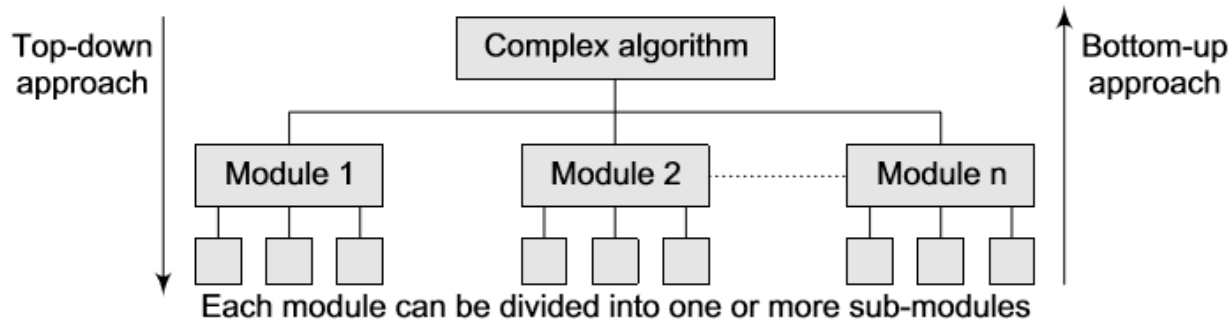 Top-down
approach
Complex algorithm
Bottom-up
approach
Module 1
Module 2
Module n
Each module can be divided into one or more sub-modules